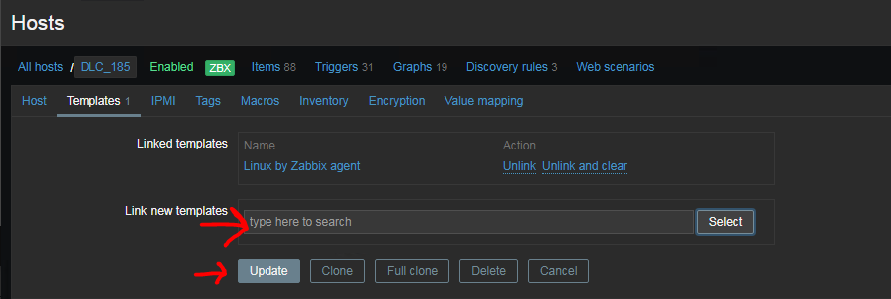 Hosts
All hosts / DLC_185 Enabled ZBX Items 88 Triggers 31 Graphs 19 Discovery rules 3 Web scenarios
Host Templates 1 IPMI Tags Macros Inventory Encryption Value mapping
Linked templates Name Action
Linux by Zabbix agent Unlink Unlink and clear
Link new templates type here to search Select
Update Clone Full clone Delete Cancel